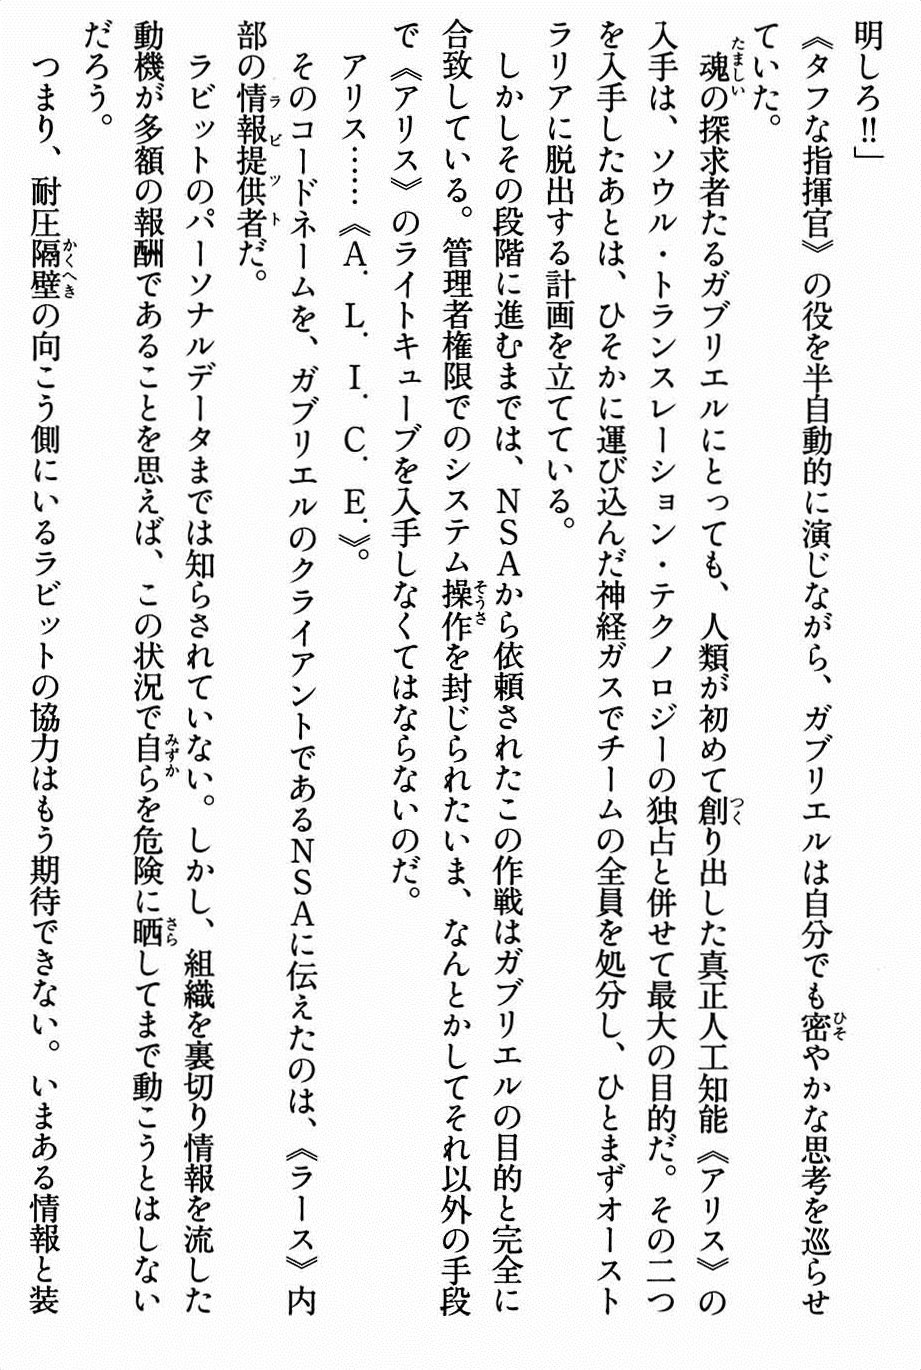 明しろ!!」
《タフな指揮官》の役を半自動的に演じながら、ガブリエルは自分でも密やかな思考を巡らせ
ていた。
魂の探求者たるガブリエルにとっても、人類が初めて創り出した真正人工知能《アリス》の
入手は、ソウル・トランスレーション・テクノロジーの独占と併せて最大の目的だ。その二つ
を入手したあとは、ひそかに運び込んだ神経ガスでチームの全員を処分し、ひとまずオースト
ラリアに脱出する計画を立てている。
しかしその段階に進むまでは、NSAから依頼されたこの作戦はガブリエルの目的と完全に
合致している。管理者権限でのシステム操作を封じられたいま、なんとかしてそれ以外の手段
で《アリス》のライトキューブを入手しなくてはならないのだ。
アリス……《A.L.I.C.E.》。
そのコードネームを、ガブリエルのクライアントであるNSAに伝えたのは、《ラース》内
部の情報提供者だ。
ラビットのパーソナルデータまでは知らされていない。しかし、組織を裏切り情報を流した
動機が多額の報酬であることを思えば、この状況で自らを危険に晒してまで動こうとはしない
だろう。
つまり、耐圧隔壁の向こう側にいるラビットの協力はもう期待できない。いまある情報と装